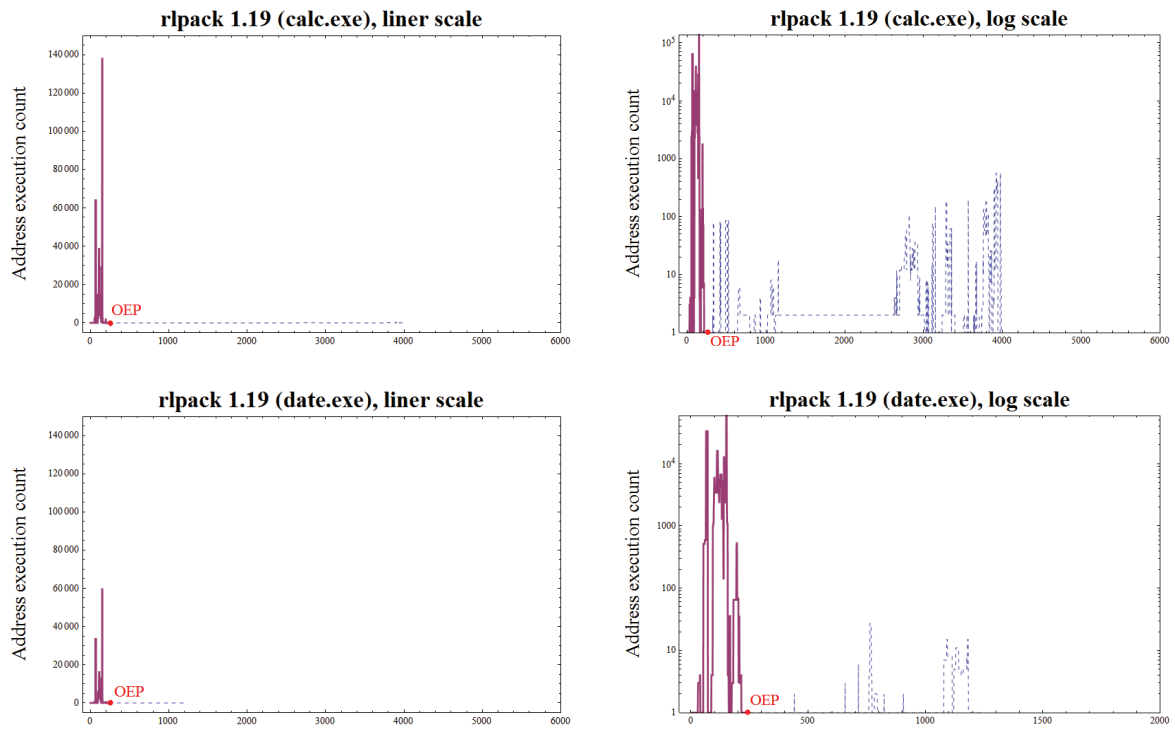 rlpack 1.19 (calc.exe), liner scale
Address execution count
140 000
120 000
100 000
80 000
60 000
40 000
20 000
0
OEP
0 1000 2000 3000 4000 5000 6000
rlpack 1.19 (calc.exe), log scale
Address execution count
10⁵
10⁴
1000
100
10
1
OEP
0 1000 2000 3000 4000 5000 6000
rlpack 1.19 (date.exe), liner scale
Address execution count
140 000
120 000
100 000
80 000
60 000
40 000
20 000
0
OEP
0 1000 2000 3000 4000 5000 6000
rlpack 1.19 (date.exe), log scale
Address execution count
10⁴
1000
100
10
1
OEP
0 500 1000 1500 2000